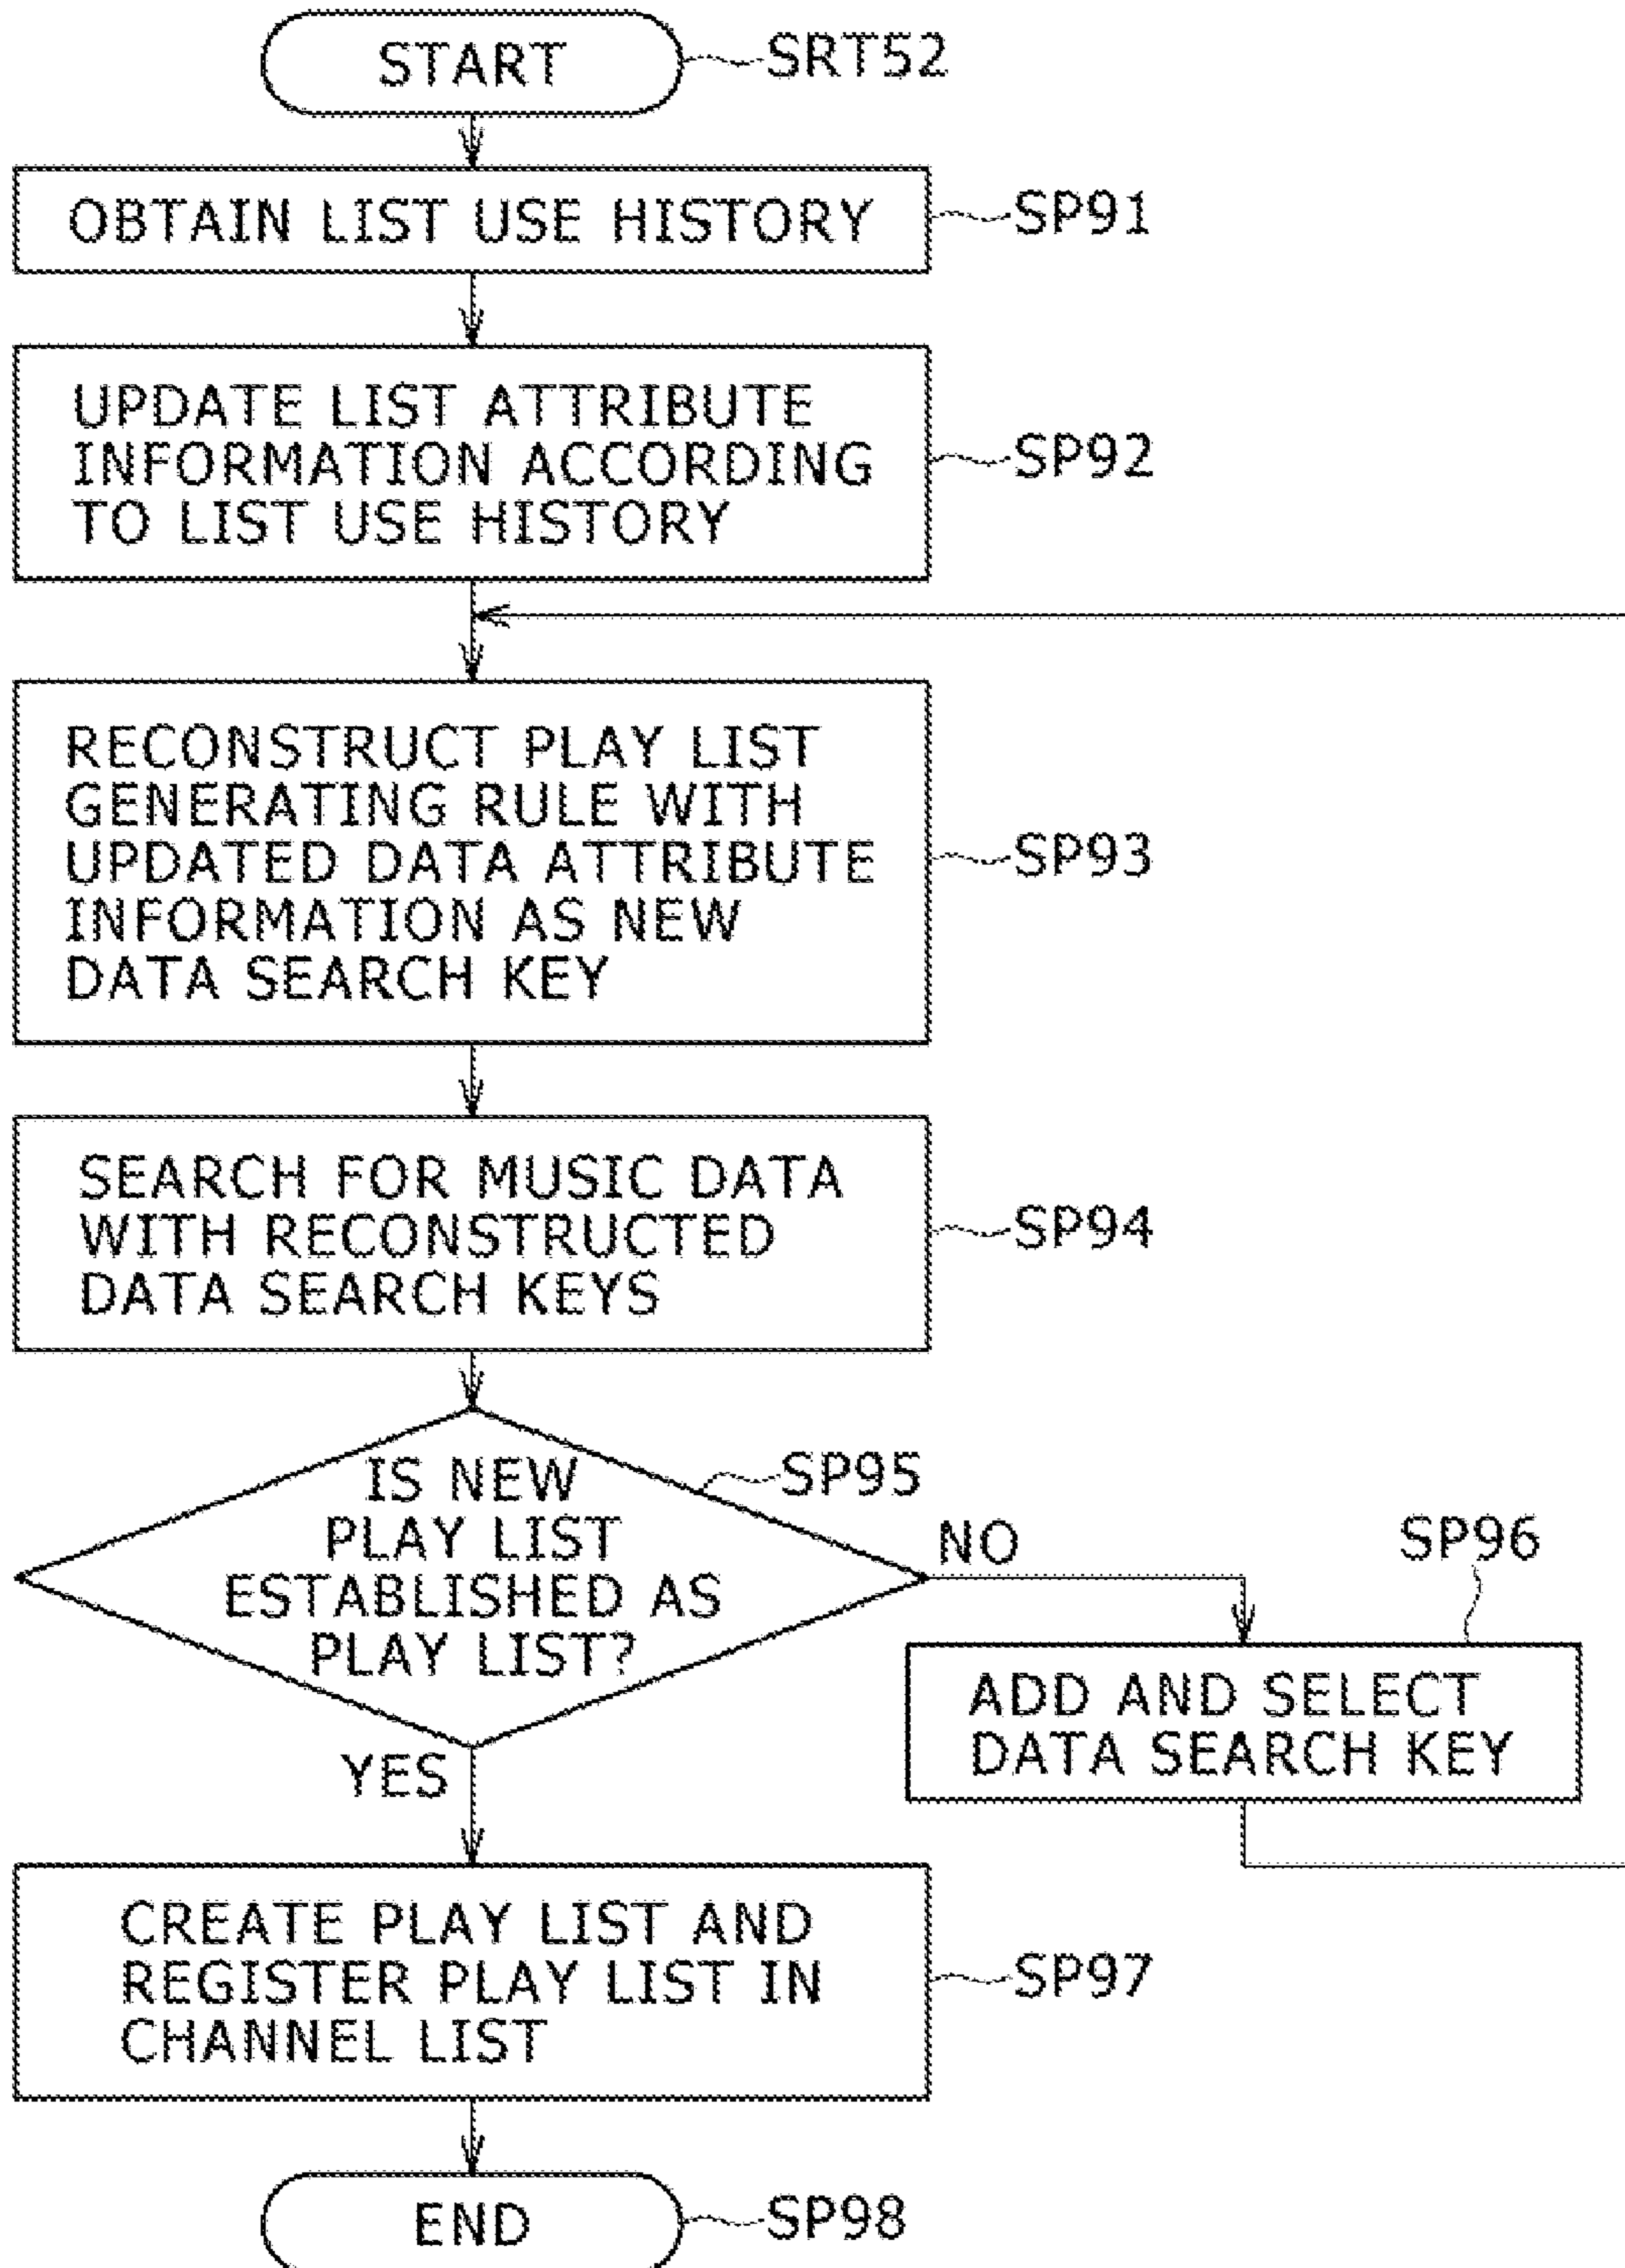 START
SRT52
OBTAIN LIST USE HISTORY
SP91
UPDATE LIST ATTRIBUTE
INFORMATION ACCORDING
TO LIST USE HISTORY
SP92
RECONSTRUCT PLAY LIST
GENERATING RULE WITH
UPDATED DATA ATTRIBUTE
INFORMATION AS NEW
DATA SEARCH KEY
SP93
SEARCH FOR MUSIC DATA
WITH RECONSTRUCTED
DATA SEARCH KEYS
SP94
IS NEW
PLAY LIST
ESTABLISHED AS
PLAY LIST?
SP95
NO
SP96
ADD AND SELECT
DATA SEARCH KEY
YES
CREATE PLAY LIST AND
REGISTER PLAY LIST IN
CHANNEL LIST
SP97
END
SP98